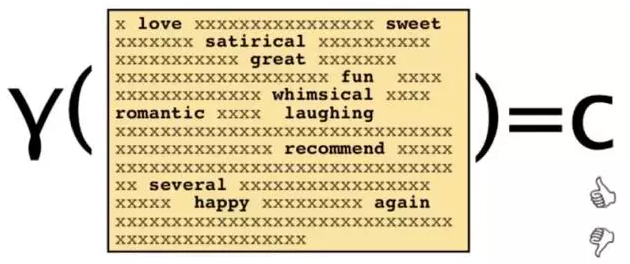 x love xxxxxxxxxxxxxxxx sweet
xxxxxxx satirical xxxxxxxxxx
xxxxxxxxxxx great xxxxxxx
xxxxxxxxxxxxxxxxxxx fun xxxx
xxxxxxxxxxxxx whimsical xxxx
romantic xxxx laughing
xxxxxxxxxxxxxxxxxxxxxxxxxxxxxx
xxxxxxxxxxxxxx recommend xxxxx
xxxxxxxxxxxxxxxxxxxxxxxxxxxxxx
xx several xxxxxxxxxxxxxxxxx
xxxxx happy xxxxxxxxx again
xxxxxxxxxxxxxxxxxxxxxxxxxxxxxx
xxxxxxxxxxxxxxxxx
γ( )=c